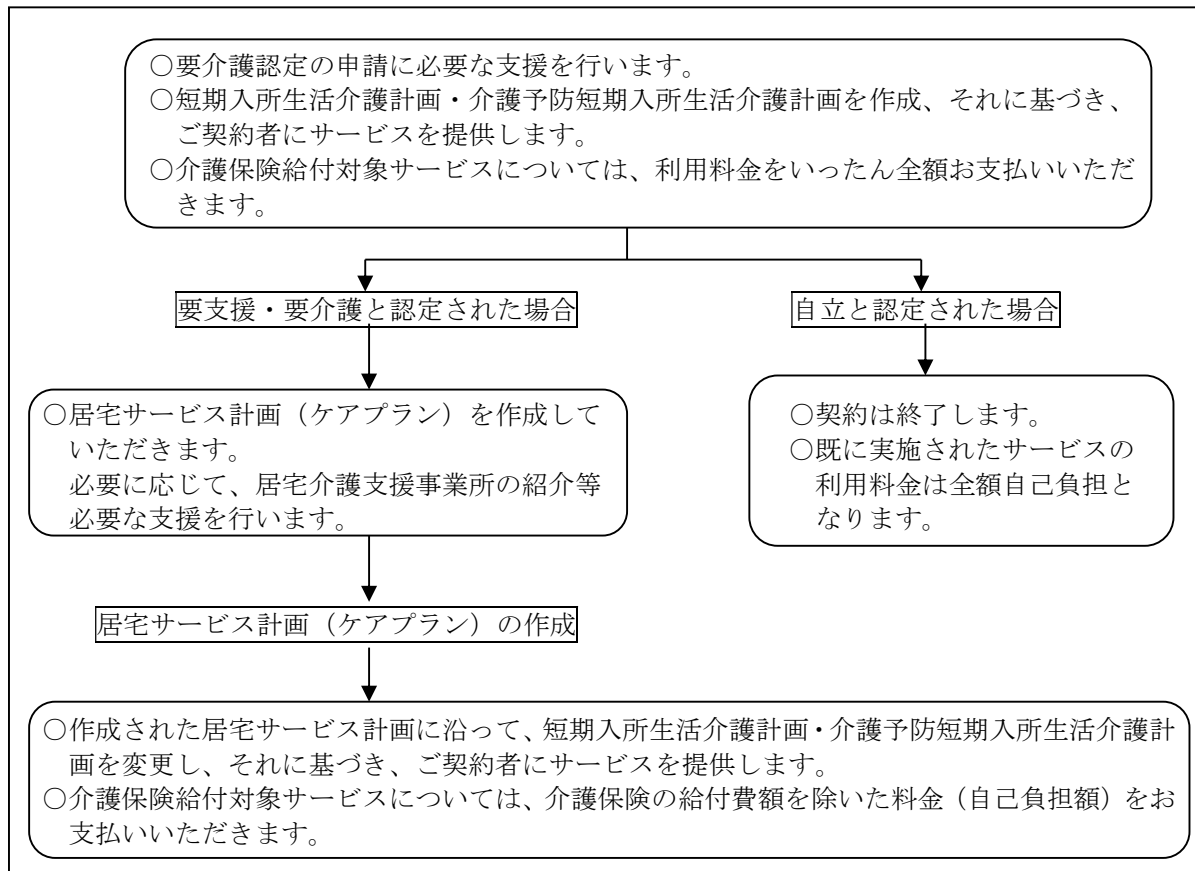 ○要介護認定の申請に必要な支援を行います。
○短期入所生活介護計画・介護予防短期入所生活介護計画を作成、それに基づき、
ご契約者にサービスを提供します。
○介護保険給付対象サービスについては、利用料金をいったん全額お支払いいただ
きます。
要支援・要介護と認定された場合
自立と認定された場合
○居宅サービス計画（ケアプラン）を作成して
いただきます。
必要に応じて、居宅介護支援事業所の紹介等
必要な支援を行います。
○契約は終了します。
○既に実施されたサービスの
利用料金は全額自己負担と
なります。
居宅サービス計画（ケアプラン）の作成
○作成された居宅サービス計画に沿って、短期入所生活介護計画・介護予防短期入所生活介護計
画を変更し、それに基づき、ご契約者にサービスを提供します。
○介護保険給付対象サービスについては、介護保険の給付費額を除いた料金（自己負担額）をお
支払いいただきます。